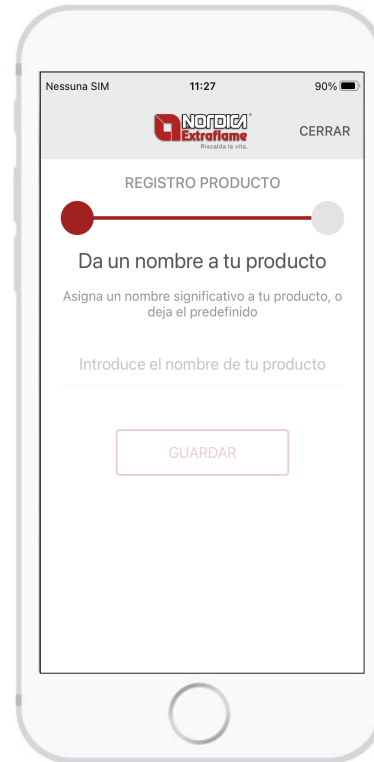 Nessuna SIM 11:27 90%
NORDICA®
Extraflame
Riscalda la vita.
CERRAR
REGISTRO PRODUCTO
Da un nombre a tu producto
Asigna un nombre significativo a tu producto, o
deja el predefinido
Introduce el nombre de tu producto
GUARDAR